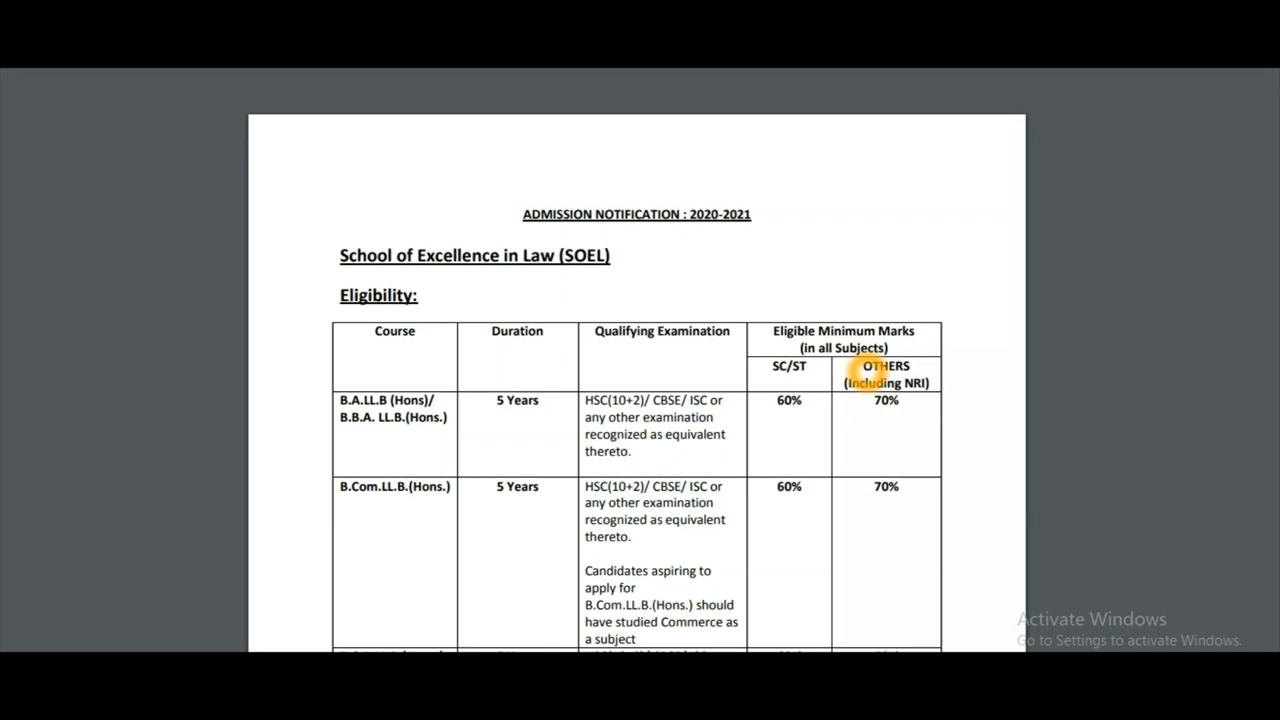 ADMISSION NOTIFICATION : 2020-2021
School of Excellence in Law (SOEL)
Eligibility:
Course
Duration
Qualifying Examination
Eligible Minimum Marks
(in all Subjects)
SC/ST
OTHERS
(Including NRI)
B.A.LL.B (Hons)/
B.B.A. LL.B.(Hons.)
5 Years
HSC(10+2)/ CBSE/ ISC or
any other examination
recognized as equivalent
thereto.
60%
70%
B.Com.LL.B.(Hons.)
5 Years
HSC(10+2)/ CBSE/ ISC or
any other examination
recognized as equivalent
thereto.
Candidates aspiring to
apply for
B.Com.LL.B.(Hons.) should
have studied Commerce as
a subject
60%
70%
Activate Windows
Go to Settings to activate Windows.